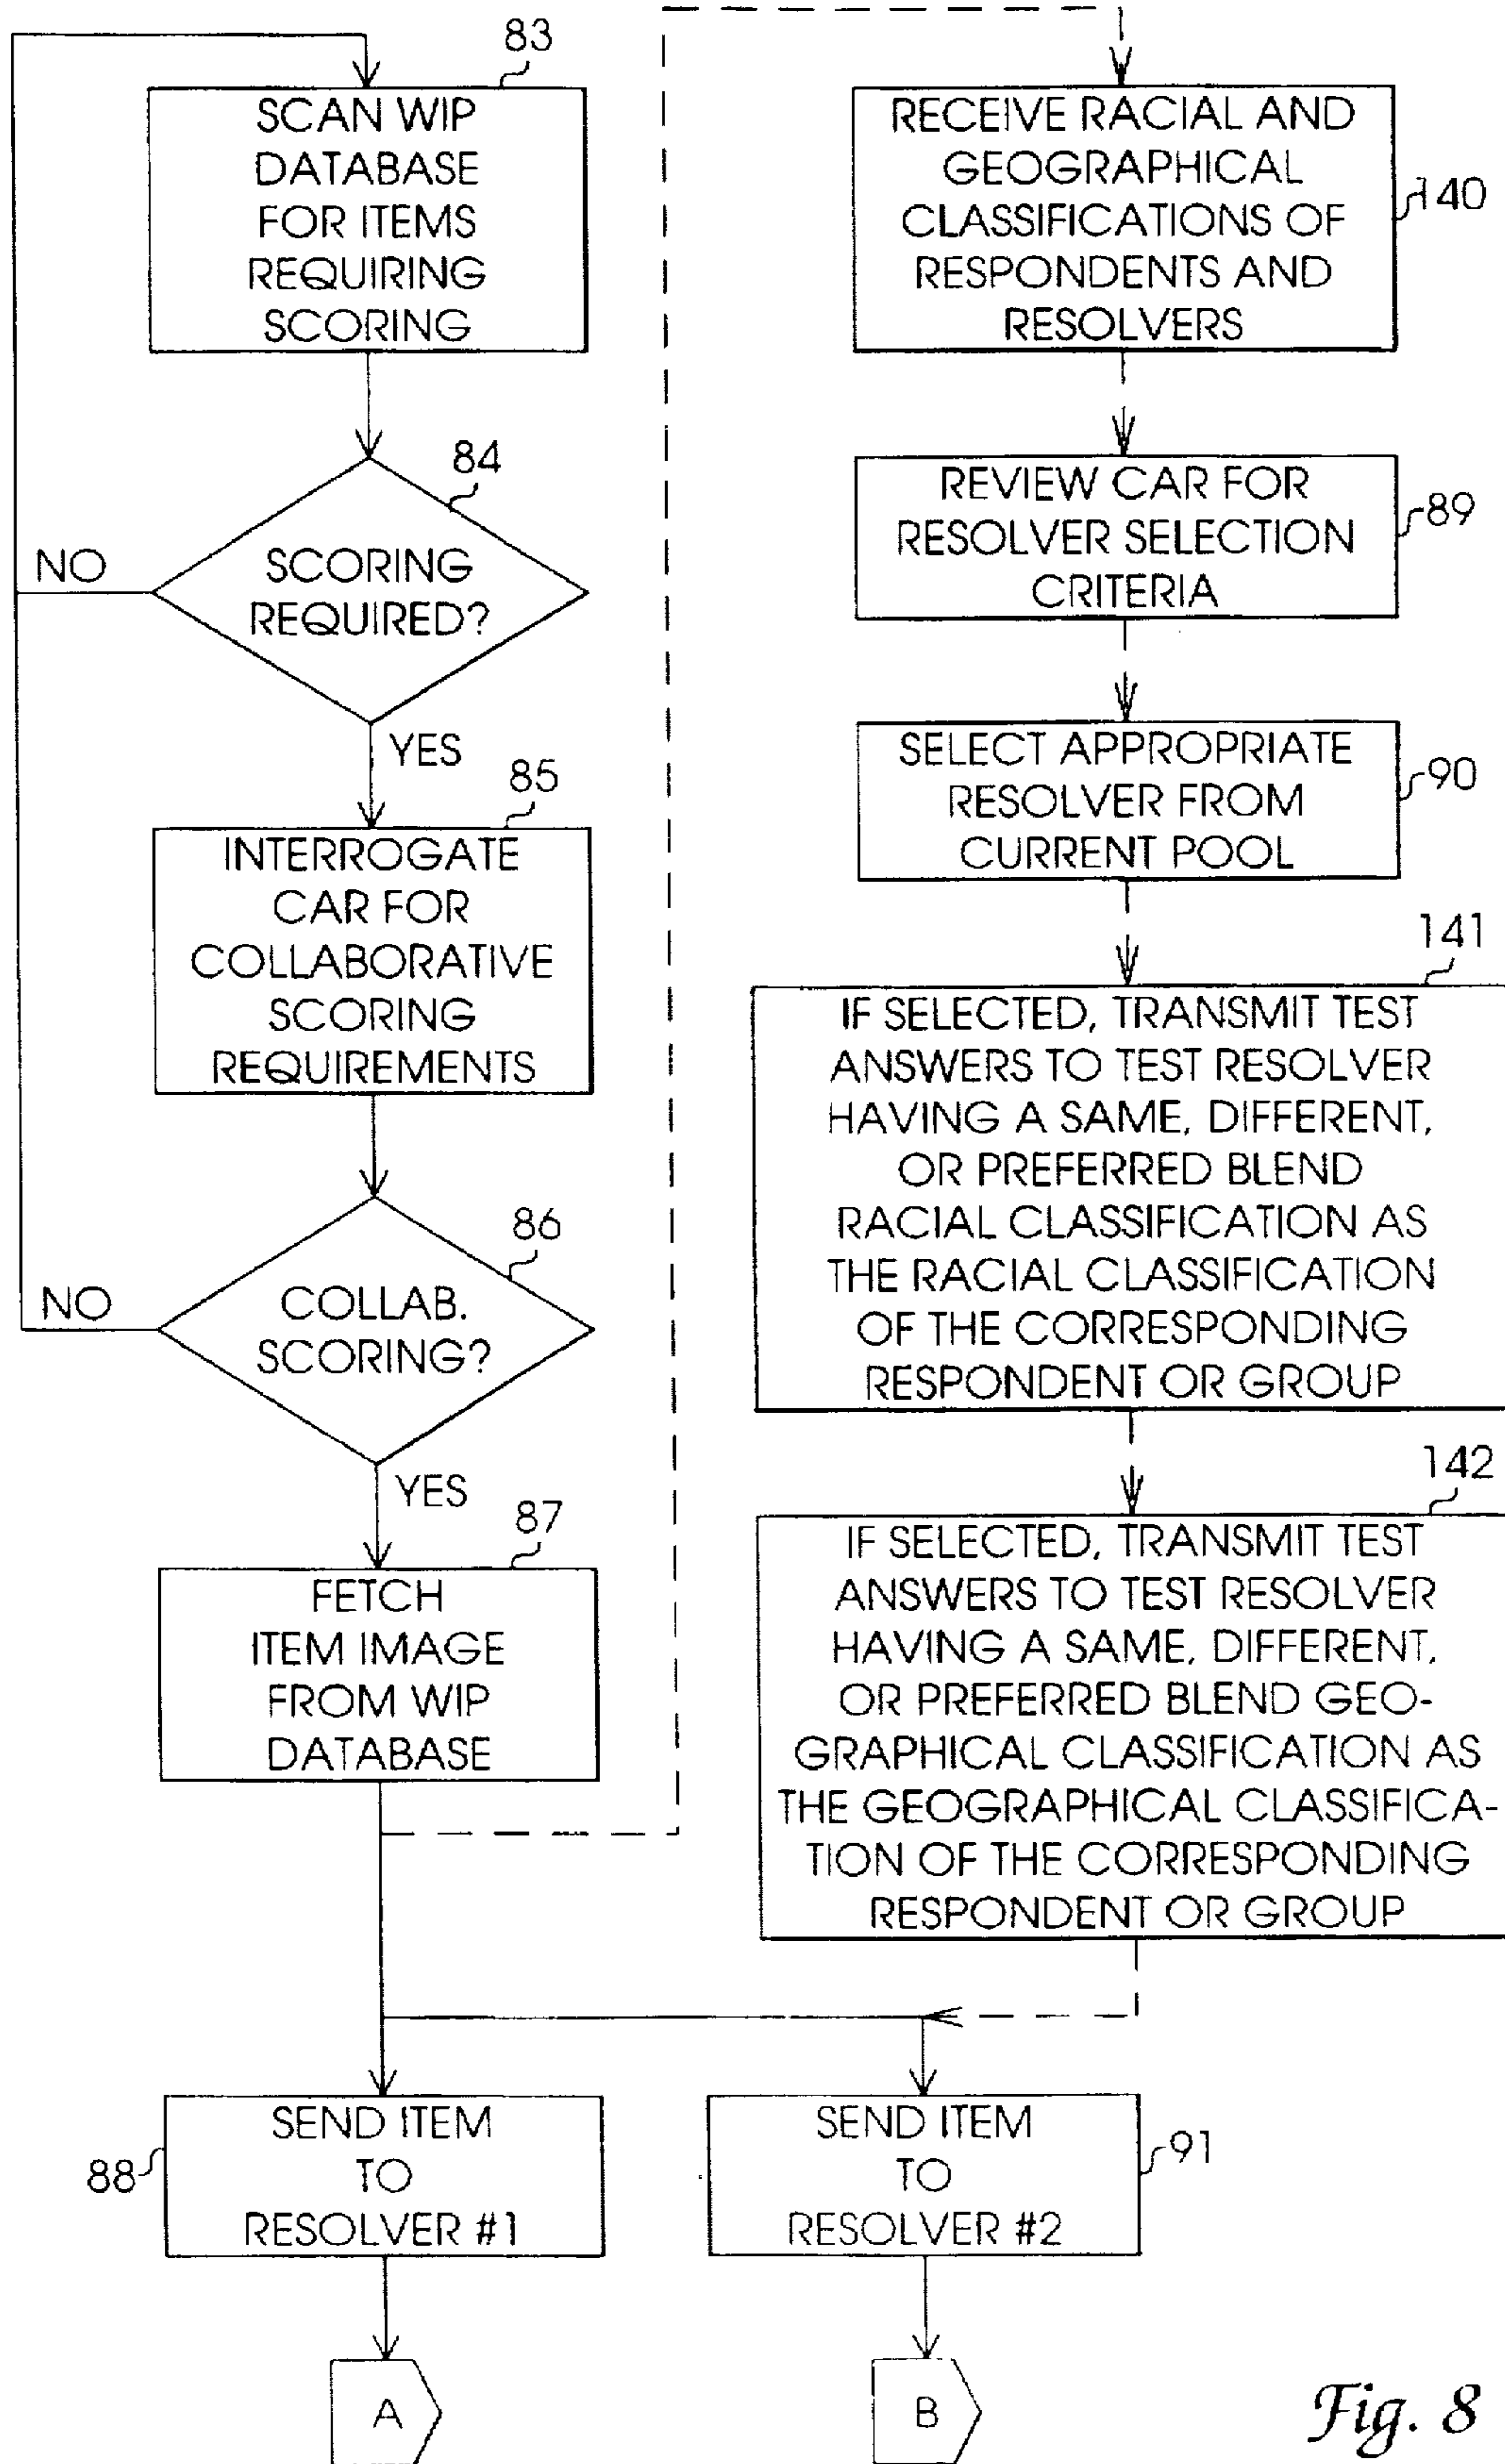 83
SCAN WIP
DATABASE
FOR ITEMS
REQUIRING
SCORING
84
NO
SCORING
REQUIRED?
YES
85
INTERROGATE
CAR FOR
COLLABORATIVE
SCORING
REQUIREMENTS
86
NO
COLLAB.
SCORING?
YES
87
FETCH
ITEM IMAGE
FROM WIP
DATABASE
RECEIVE RACIAL AND
GEOGRAPHICAL
CLASSIFICATIONS OF
RESPONDENTS AND
RESOLVERS
140
REVIEW CAR FOR
RESOLVER SELECTION
CRITERIA
89
SELECT APPROPRIATE
RESOLVER FROM
CURRENT POOL
90
141
IF SELECTED, TRANSMIT TEST
ANSWERS TO TEST RESOLVER
HAVING A SAME, DIFFERENT,
OR PREFERRED BLEND
RACIAL CLASSIFICATION AS
THE RACIAL CLASSIFICATION
OF THE CORRESPONDING
RESPONDENT OR GROUP
142
IF SELECTED, TRANSMIT TEST
ANSWERS TO TEST RESOLVER
HAVING A SAME, DIFFERENT,
OR PREFERRED BLEND GEO-
GRAPHICAL CLASSIFICATION AS
THE GEOGRAPHICAL CLASSIFICA-
TION OF THE CORRESPONDING
RESPONDENT OR GROUP
88
SEND ITEM
TO
RESOLVER #1
SEND ITEM
TO
RESOLVER #2
91
A
B
Fig. 8